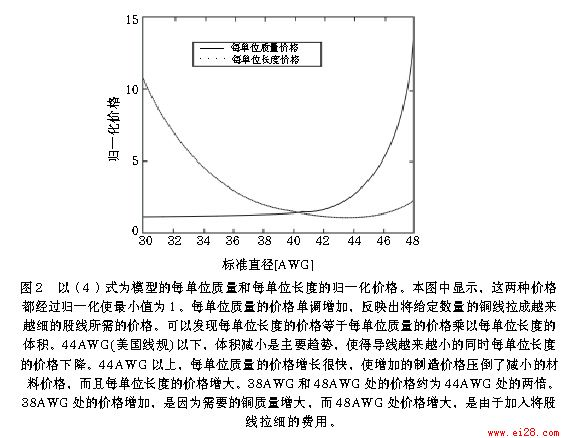 15
每单位质量价格
每单位长度价格
10
归一化价格
5
0
30 32 34 36 38 40 42 44 46 48
标准直径[AWG]
图2 以(4)式为模型的每单位质量和每单位长度的归一化价格。本图中显示，这两种价格
都经过归一化使最小值为1。每单位质量的价格单调增加，反映出将给定数量的铜线拉成越来
越细的股线所需的价格。可以发现每单位长度的价格等于每单位质量的价格乘以每单位长度的
体积。44AWG(美国线规)以下，体积减小是主要趋势，使得导线越来越小的同时每单位长度
的价格下降。44AWG以上，每单位质量的价格增长很快，使增加的制造价格压倒了减小的材
料价格，而且每单位长度的价格增大。38AWG和48AWG处的价格约为44AWG处的两倍。
38AWG处的价格增加，是因为需要的铜质量增大，而48AWG处价格增大，是由于加入将股
线拉细的费用。
www.ei28.com